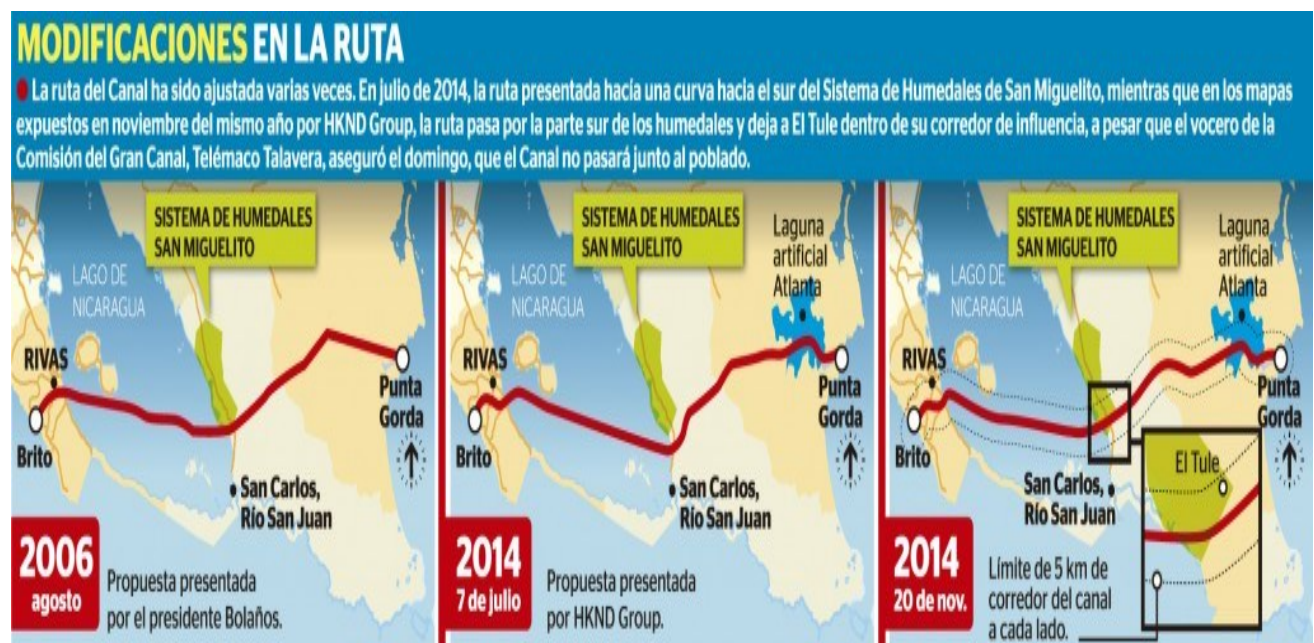 MODIFICACIONES EN LA RUTA
La ruta del Canal ha sido ajustada varias veces. En julio de 2014, la ruta presentada hacía una curva hacia el sur del Sistema de Humedales de San Miguelito, mientras que en los mapas
expuestos en noviembre del mismo año por HKND Group, la ruta pasa por la parte sur de los humedales y deja a El Tule dentro de su corredor de influencia, a pesar que el vocero de la
Comisión del Gran Canal, Telémaco Talavera, aseguró el domingo, que el Canal no pasará junto al poblado.
SISTEMA DE HUMEDALES
SAN MIGUELITO
LAGO DE
NICARAGUA
RIVAS
Brito
Punta
Gorda
San Carlos,
Río San Juan
2006
agosto
Propuesta presentada
por el presidente Bolaños.
SISTEMA DE HUMEDALES
SAN MIGUELITO
Laguna
artificial
Atlanta
LAGO DE
NICARAGUA
RIVAS
Brito
Punta
Gorda
San Carlos,
Río San Juan
2014
7 de julio
Propuesta presentada
por HKND Group.
SISTEMA DE HUMEDALES
SAN MIGUELITO
Laguna
artificial
Atlanta
LAGO DE
NICARAGUA
RIVAS
Brito
Punta
Gorda
El Tule
San Carlos,
Río San Juan
2014
20 de nov.
Límite de 5 km de
corredor del canal
a cada lado.